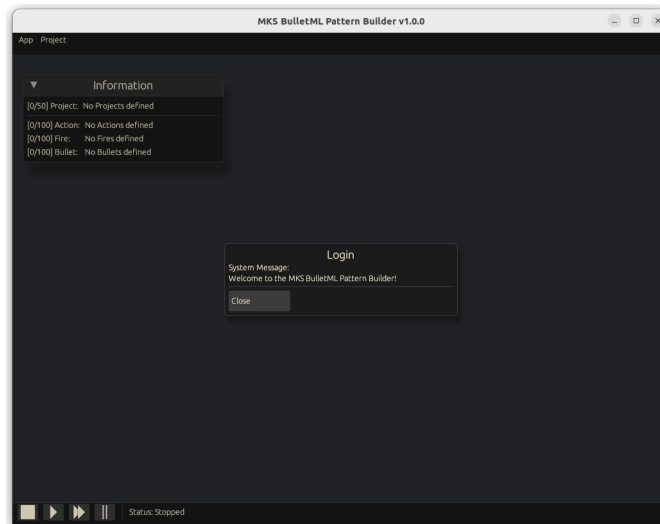 MKS BulletML Pattern Builder v1.0.0
App Project
Information
[0/50] Project: No Projects defined
[0/100] Action: No Actions defined
[0/100] Fire: No Fires defined
[0/100] Bullet: No Bullets defined
Login
System Message:
Welcome to the MKS BulletML Pattern Builder!
Close
Status: Stopped